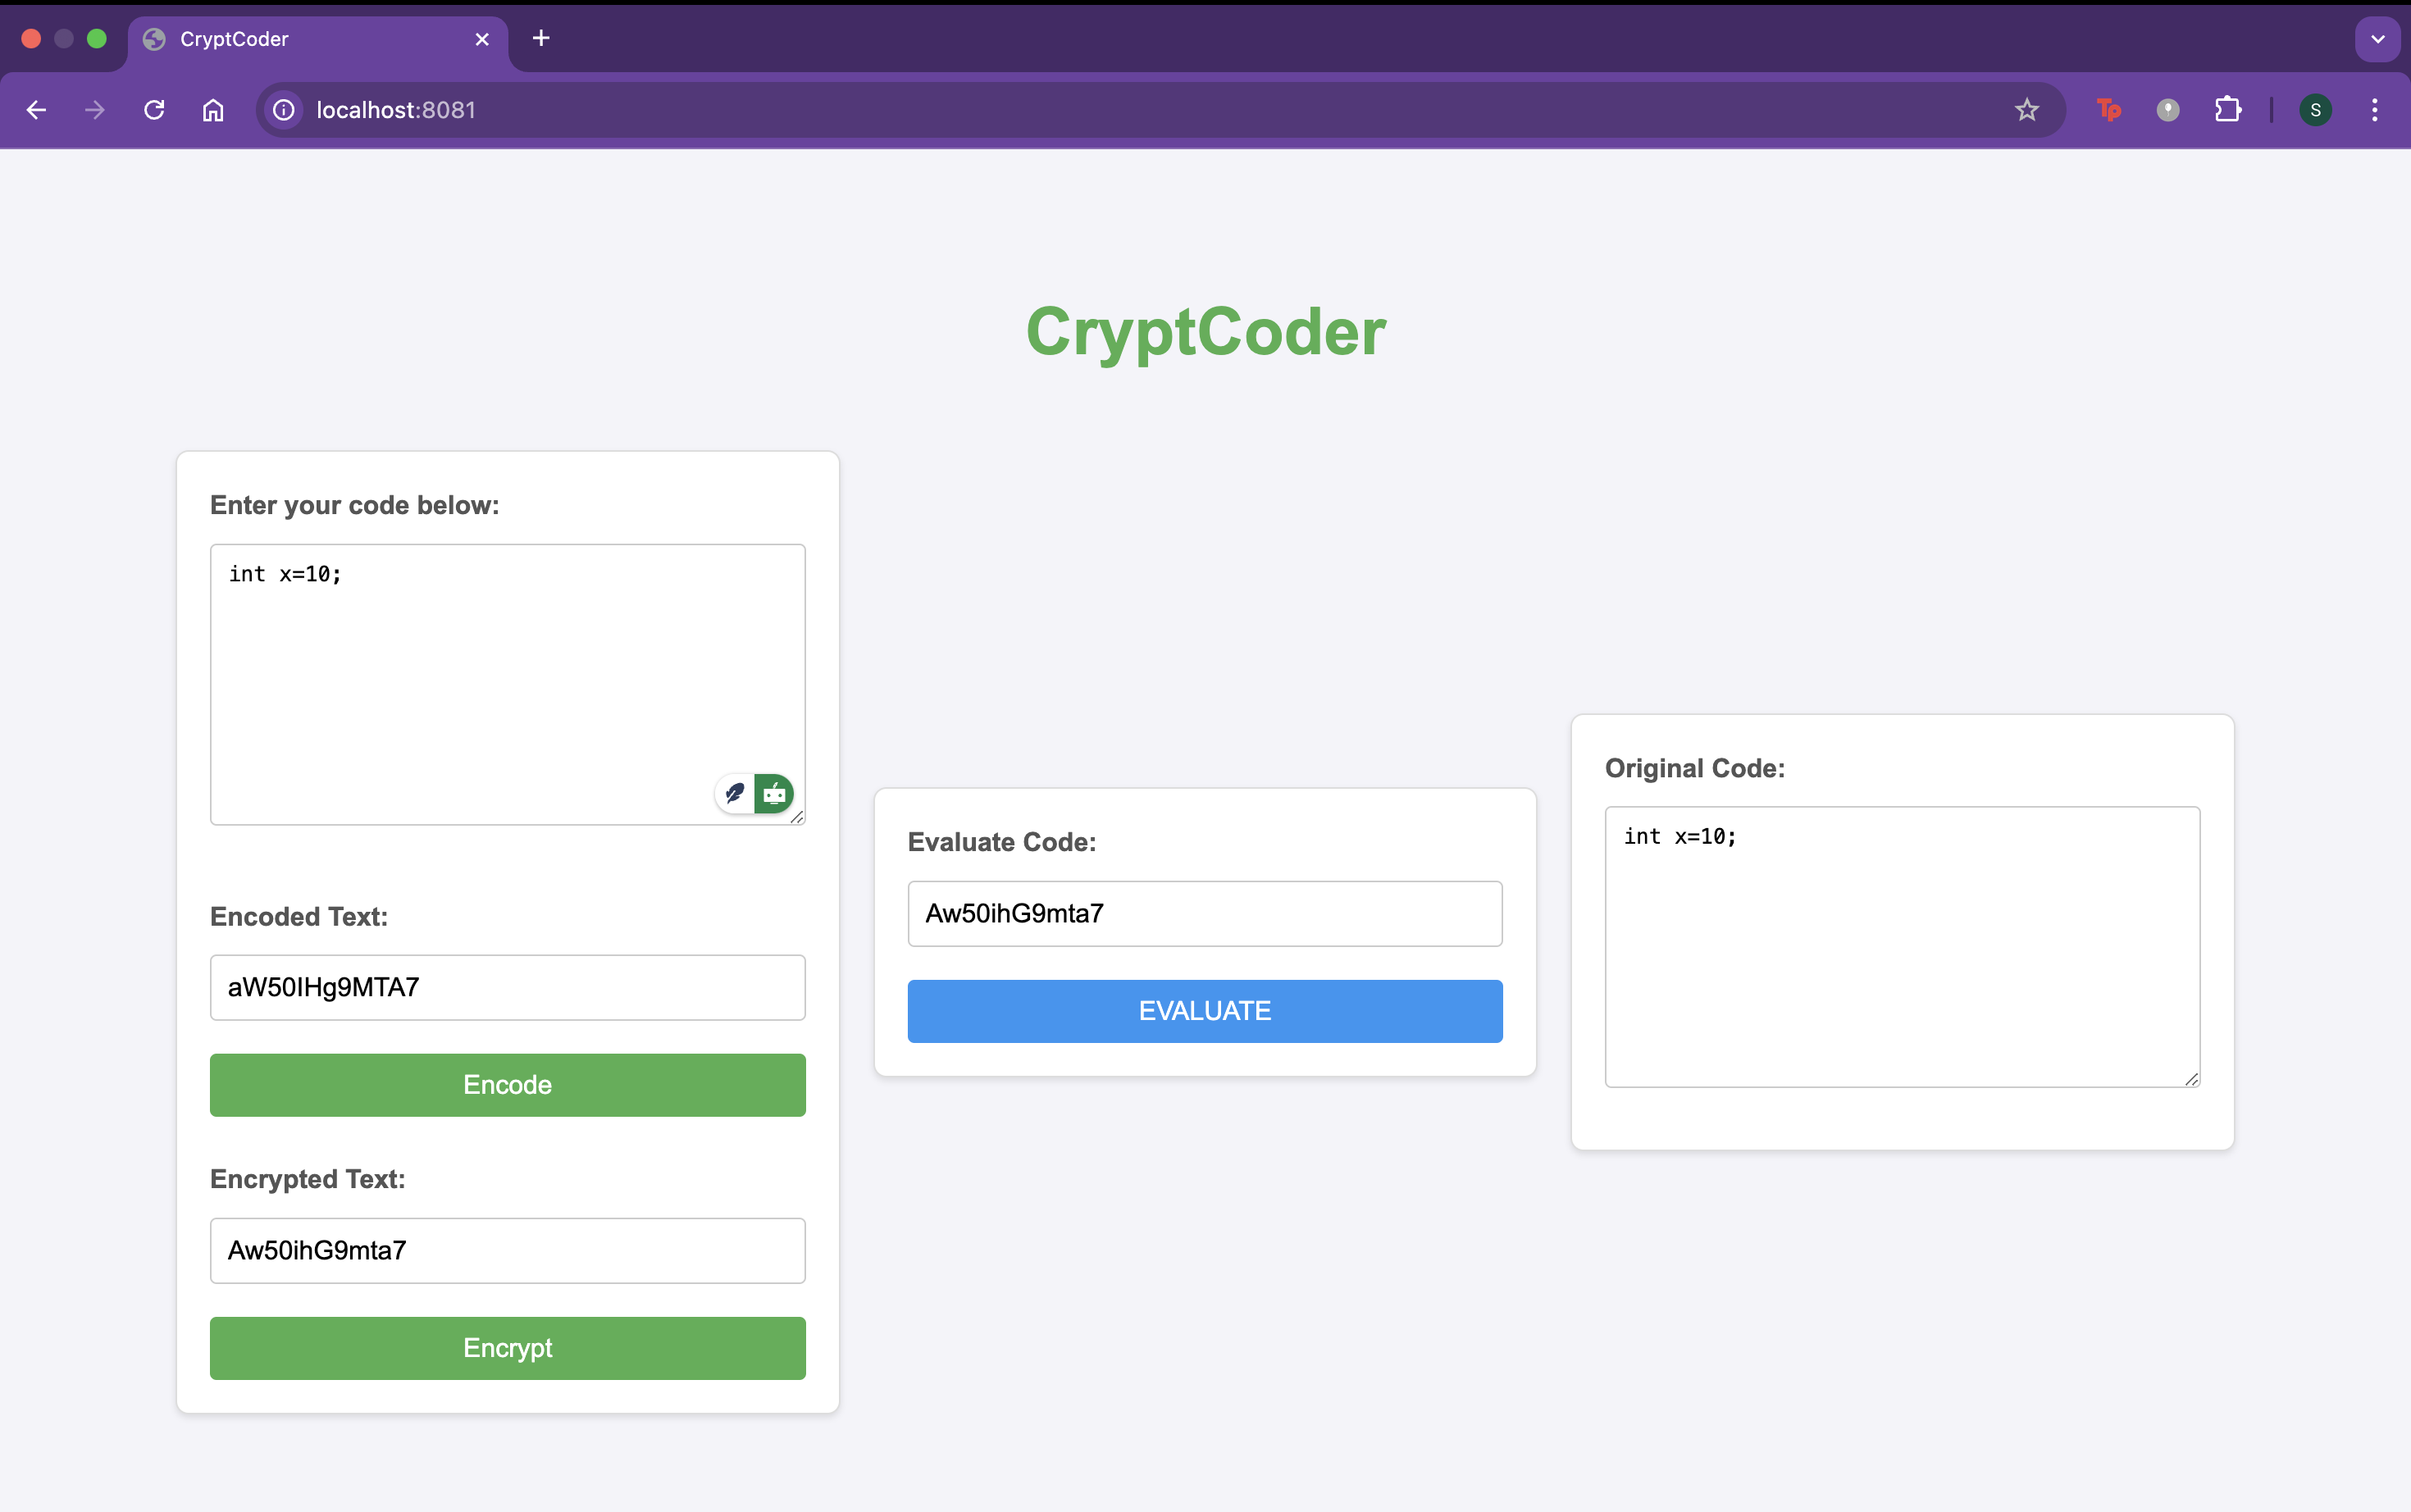 CryptCoder
localhost:8081
Tp
S
CryptCoder
Enter your code below:
int x=10;
Encoded Text:
aW50IHg9MTA7
Encode
Encrypted Text:
Aw50ihG9mta7
Encrypt
Evaluate Code:
Aw50ihG9mta7
EVALUATE
Original Code:
int x=10;